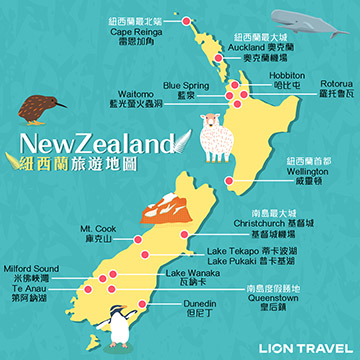 紐西蘭最北端
Cape Reinga
雷恩加角
紐西蘭最大城
Auckland 奧克蘭
奧克蘭機場
Blue Spring
藍泉
Hobbiton
哈比屯
Rotorua
羅托魯瓦
Waitomo
藍光螢火蟲洞
NewZealand
紐西蘭旅遊地圖
紐西蘭首都
Wellington
威靈頓
南島最大城
Christchurch 基督城
基督城機場
Mt. Cook
庫克山
Lake Tekapo 蒂卡波湖
Lake Pukaki 普卡基湖
Milford Sound
米佛峽灣
Te Anau
第阿納湖
Lake Wanaka
瓦納卡
南島度假勝地
Queenstown
皇后鎮
Dunedin
但尼丁
LION TRAVEL